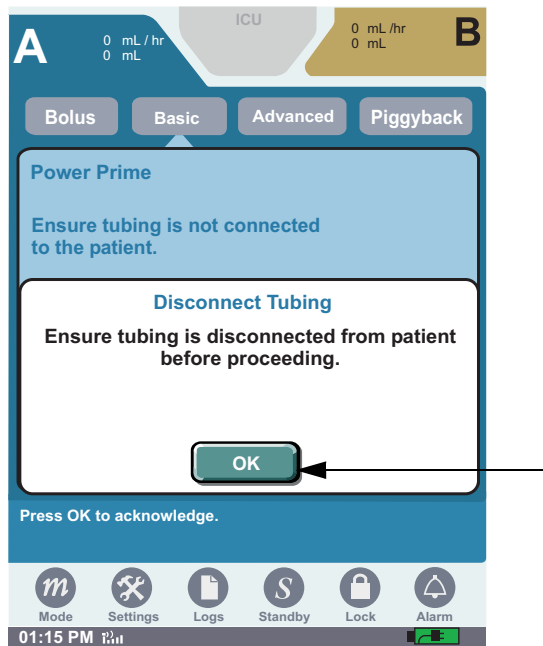 ICU
A
0 mL / hr
0 mL
0 mL /hr
0 mL
B
Bolus
Basic
Advanced
Piggyback
Power Prime
Ensure tubing is not connected
to the patient.
Disconnect Tubing
Ensure tubing is disconnected from patient
before proceeding.
OK
Press OK to acknowledge.
m
S
Mode
Settings
Logs
Standby
Lock
Alarm
01:15 PM